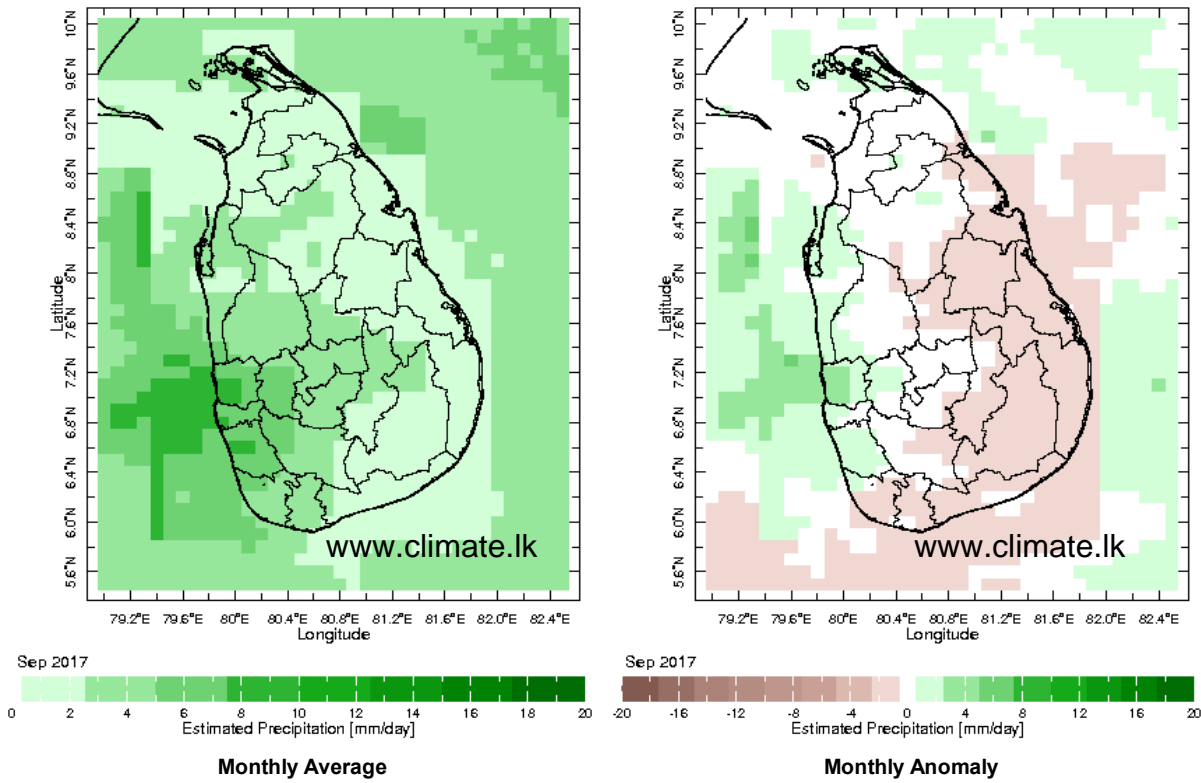 10°N
9.6°N
9.2°N
8.8°N
8.4°N
8°N
7.6°N
7.2°N
6.8°N
6.4°N
6.0°N
5.6°N
Latitude
www.climate.lk
79.2°E 79.6°E 80°E 80.4°E 80.8°E 81.2°E 81.6°E 82.0°E 82.4°E
Longitude
Sep 2017
0 2 4 6 8 10 12 14 16 18 20
Estimated Precipitation [mm/day]
Monthly Average
10°N
9.6°N
9.2°N
8.8°N
8.4°N
8°N
7.6°N
7.2°N
6.8°N
6.4°N
6.0°N
5.6°N
Latitude
www.climate.lk
79.2°E 79.6°E 80°E 80.4°E 80.8°E 81.2°E 81.6°E 82.0°E 82.4°E
Longitude
Sep 2017
-20 -16 -12 -8 -4 0 4 8 12 16 20
Estimated Precipitation [mm/day]
Monthly Anomaly